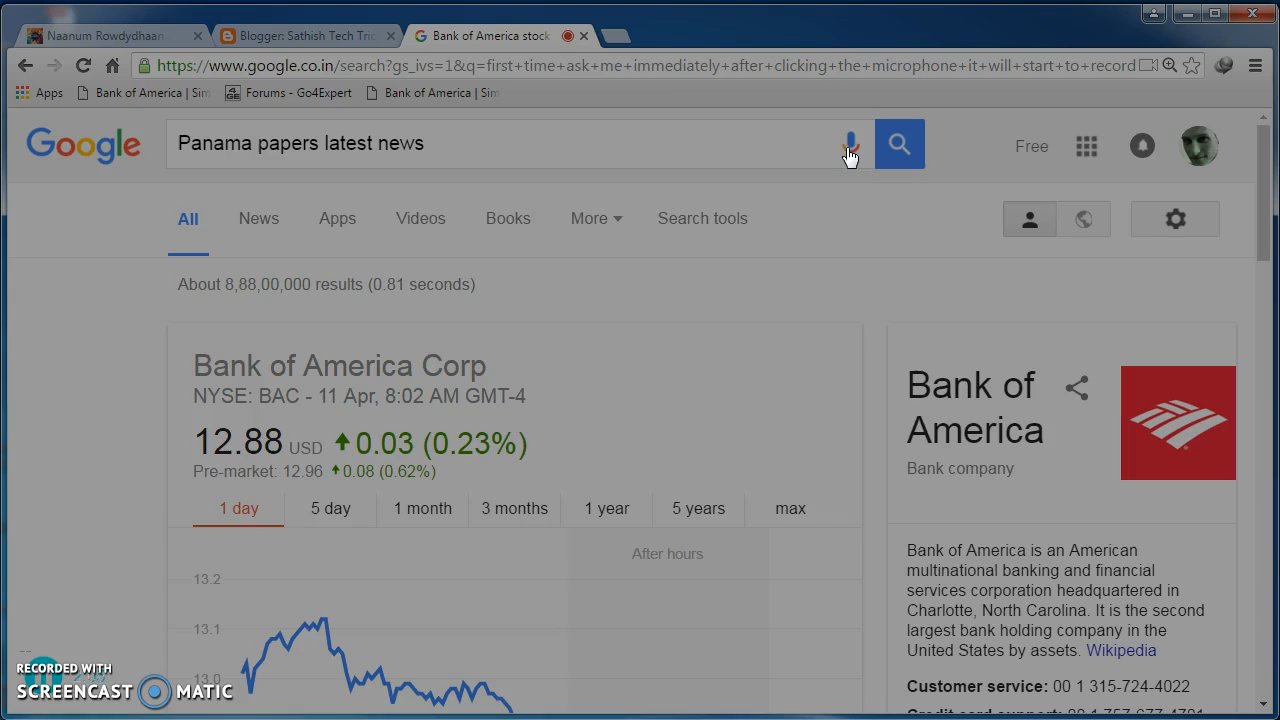 Naanum Rowdydhaan
Blogger: Sathish Tech Tric
Bank of America stock
https://www.google.co.in/search?gs_ivs=1&q=first+time+ask+me+immediately+after+clicking+the+microphone+it+will+start+to+record
Apps
Bank of America | Sim
Forums - Go4Expert
Bank of America | Sim
Google
Panama papers latest news
Free
All
News
Apps
Videos
Books
More
Search tools
About 8,88,00,000 results (0.81 seconds)
Bank of America Corp
NYSE: BAC - 11 Apr, 8:02 AM GMT-4
12.88 USD 0.03 (0.23%)
Pre-market: 12.96 0.08 (0.62%)
1 day
5 day
1 month
3 months
1 year
5 years
max
After hours
13.2
13.1
13.0
Bank of
America
Bank company
Bank of America is an American
multinational banking and financial
services corporation headquartered in
Charlotte, North Carolina. It is the second
largest bank holding company in the
United States by assets. Wikipedia
Customer service: 00 1 315-724-4022
Credit card support: 00 1 757-677-4701
RECORDED WITH
SCREENCAST MATIC